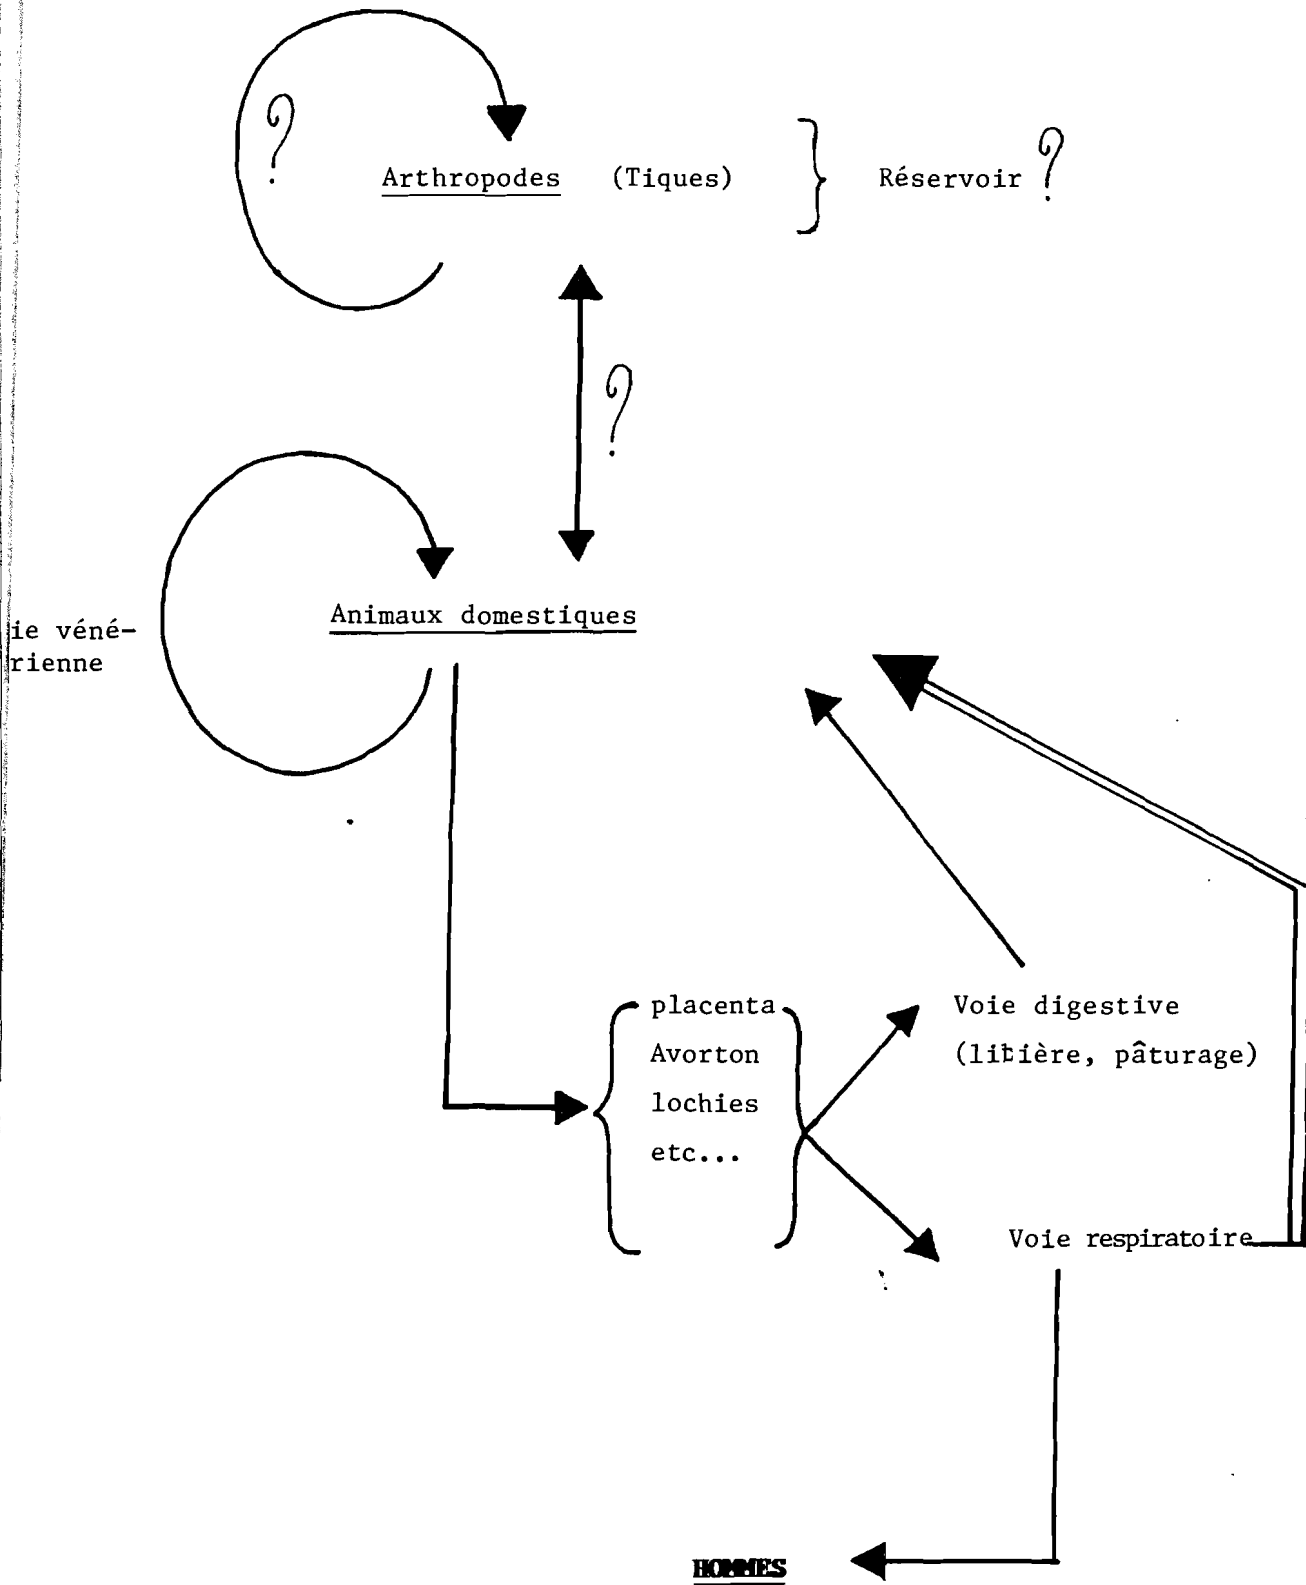 ?
Arthropodes (Tiques) } Réservoir ?
?
Animaux domestiques
ie véné-
rienne
placenta
Avorton
lochies
etc...
Voie digestive
(litière, pâturage)
Voie respiratoire
HOMMES